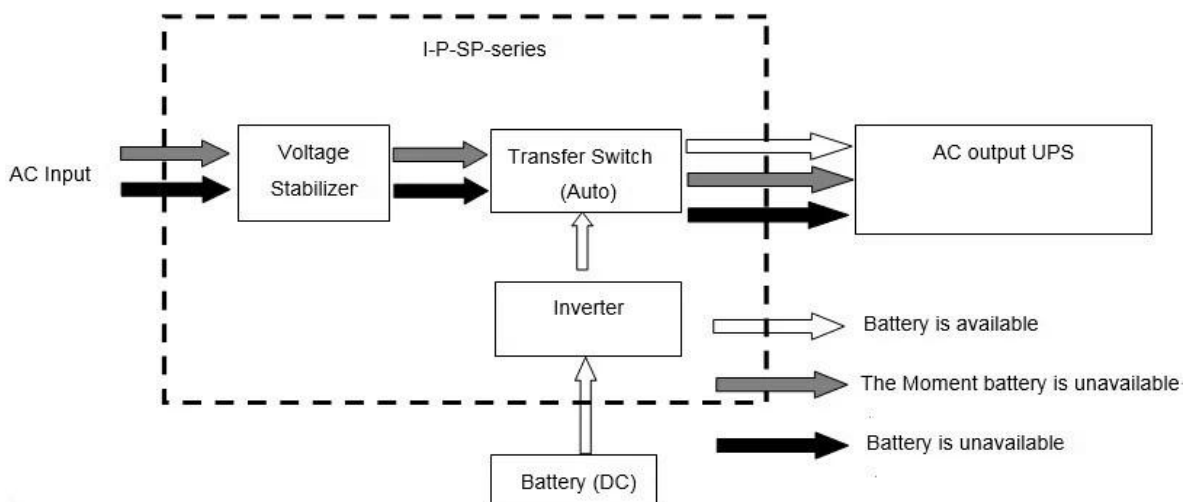 I-P-SP-series
AC Input
Voltage
Stabilizer
Transfer Switch
(Auto)
AC output UPS
Inverter
Battery (DC)
Battery is available
The Moment battery is unavailable
Battery is unavailable